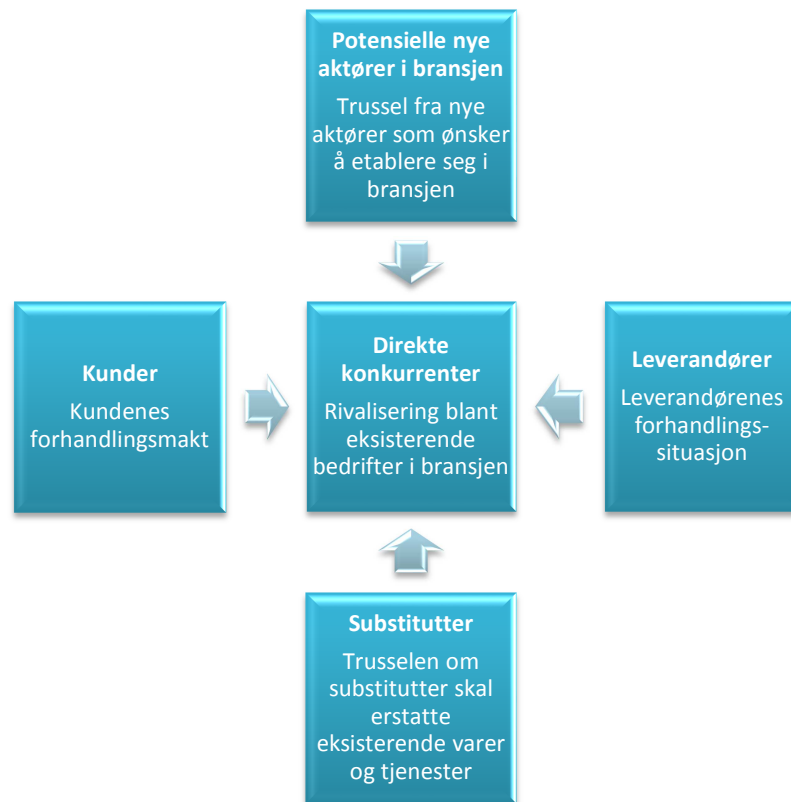 Potensielle nye
aktører i bransjen
Trussel fra nye
aktører som ønsker
å etablere seg i
bransjen
Kunder
Kundenes
forhandlingsmakt
Direkte
konkurrenter
Rivalisering blant
eksisterende
bedrifter i bransjen
Leverandører
Leverandørenes
forhandlings-
situasjon
Substitutter
Trusselen om
substitutter skal
erstatte
eksisterende varer
og tjenester